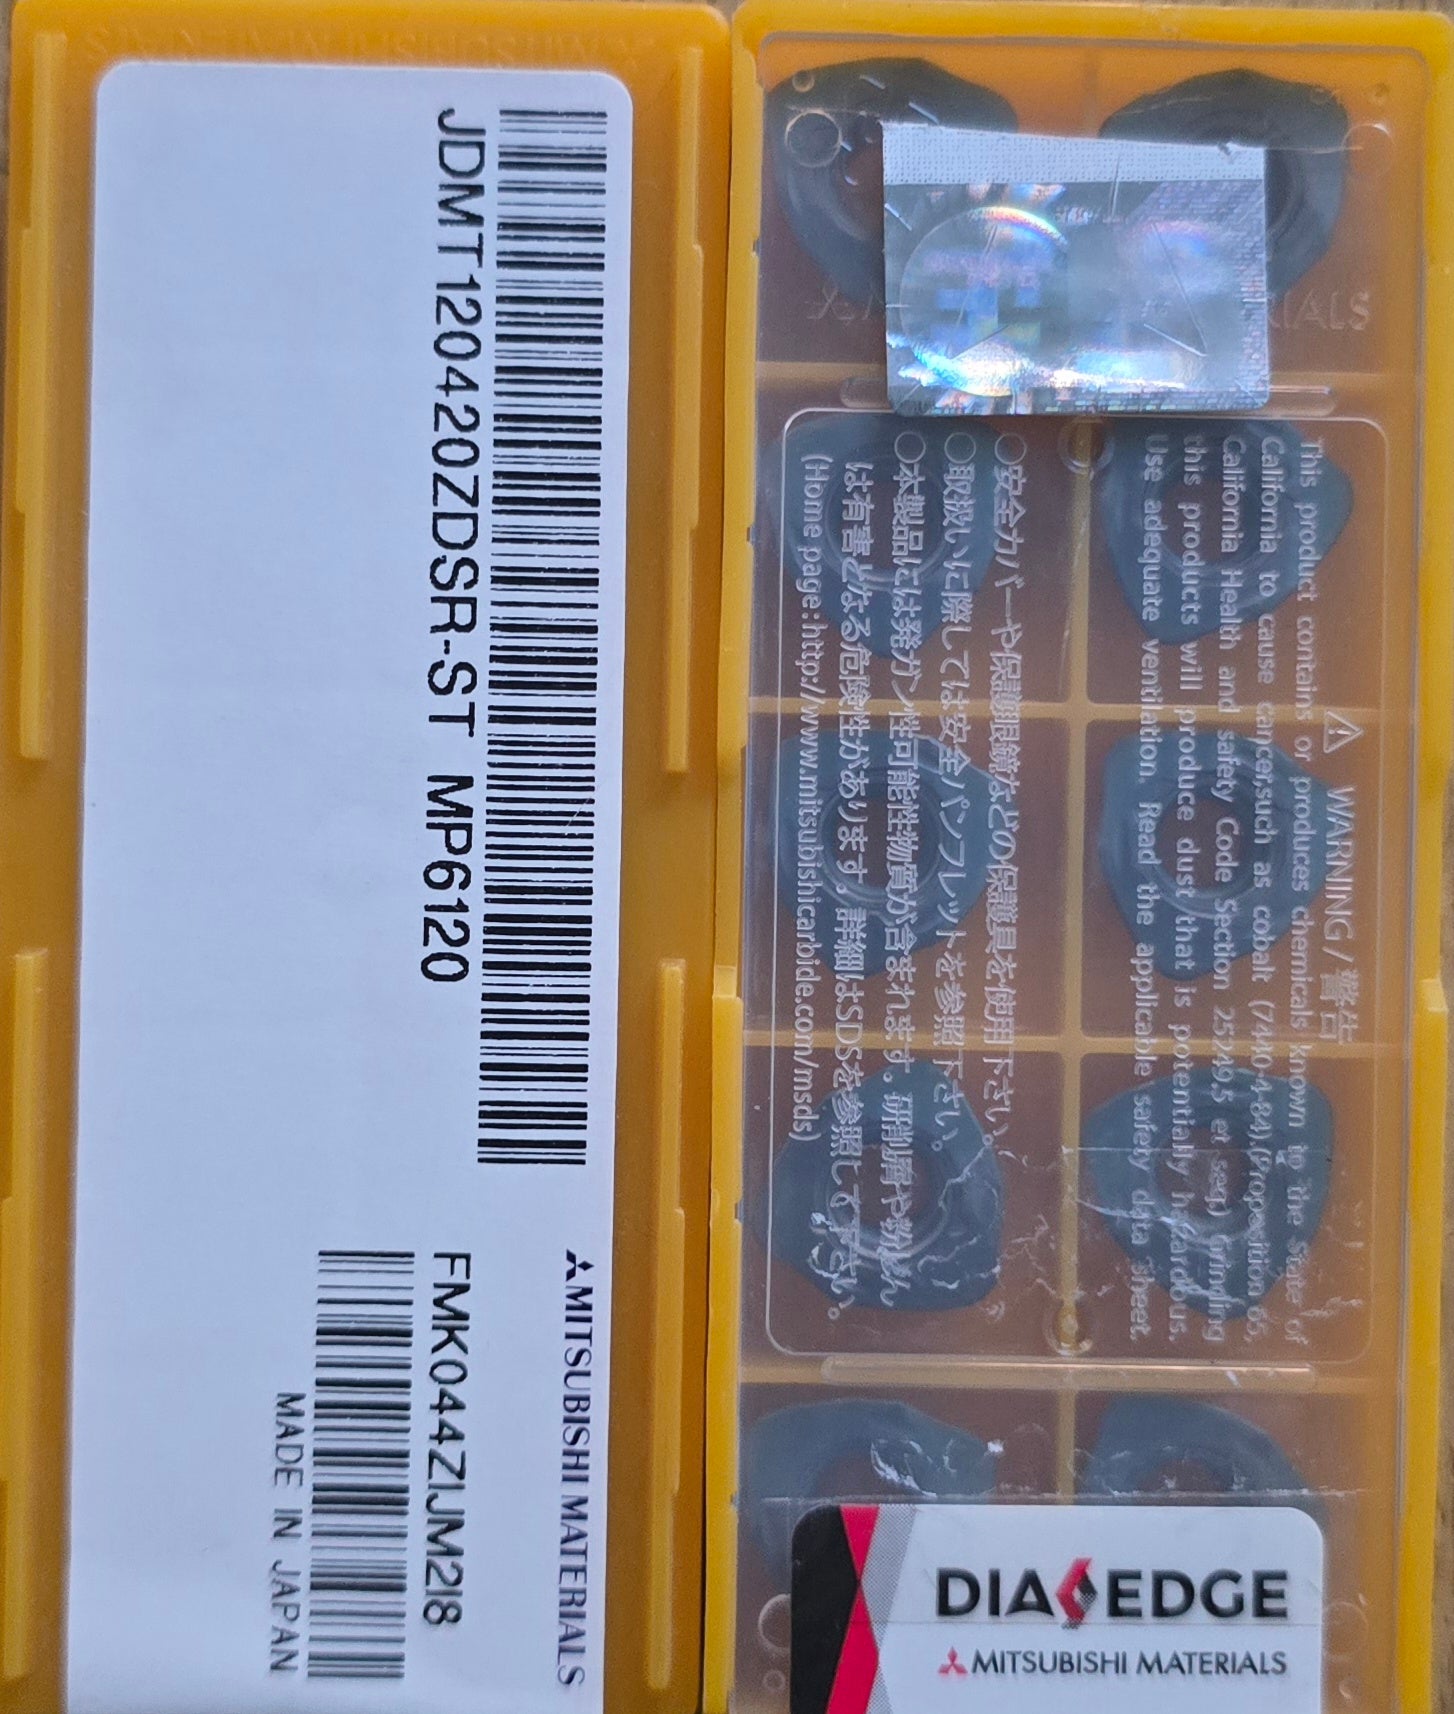 JDMT120420ZDSR-ST MP6120
MITSUBISHI MATERIALS
FMK044Z1JM2I8
MADE IN JAPAN
WARNING/警告
This product contains or produces chemicals known to the state of
California to cause cancer,such as cobalt (7440-4-84).(Proposition 65,
California Health and safety Code Section 25249.5 et seq.) Grinding
this products will produce dust that is potentially hazardous.
Use adequate ventilation. Read the applicable safety data sheet.
○安全カバーや保護眼鏡などの保護具を使用下さい。
○取扱いに際しては安全パンフレットを参照下さい。
○本製品には発ガン性可能性物質が含まれます。研削屑や粉じん
は有害となる危険性があります。詳細はSDSを参照して下さい。
(Home page:http://www.mitsubishicarbide.com/msds)
DIAEDGE
MITSUBISHI MATERIALS